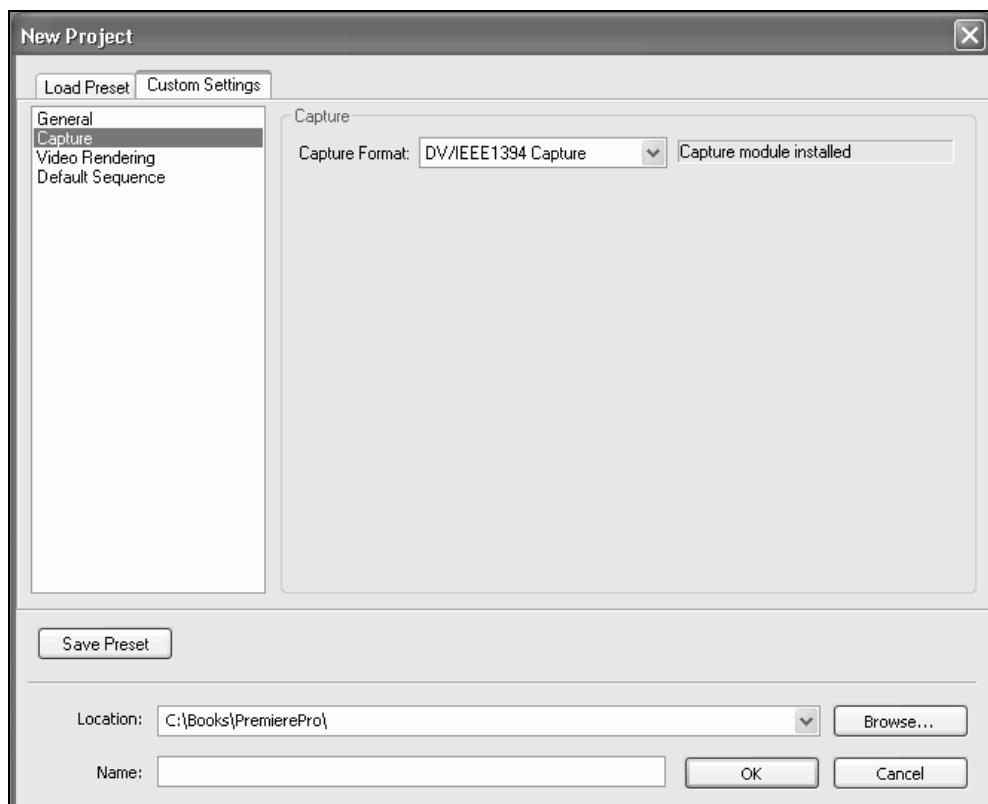 New Project
Load Preset
Custom Settings
General
Capture
Video Rendering
Default Sequence
Capture
Capture Format: DV/IEEE1394 Capture
Capture module installed
Save Preset
Location: C:\Books\PremierePro\
Browse...
Name:
OK
Cancel